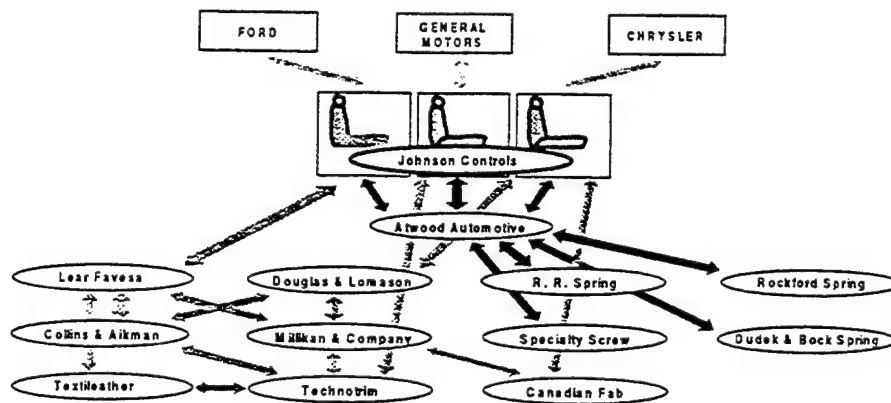 FORD
GENERAL
MOTORS
CHRYSLER
Johnson Controls
Atwood Automotive
Lear Favesa
Douglas & Lomason
R. R. Spring
Rockford Spring
Collins & Aikman
Millikan & Company
Specialty Screw
Dudek & Bock Spring
Textileather
Technotrim
Canadian Fab